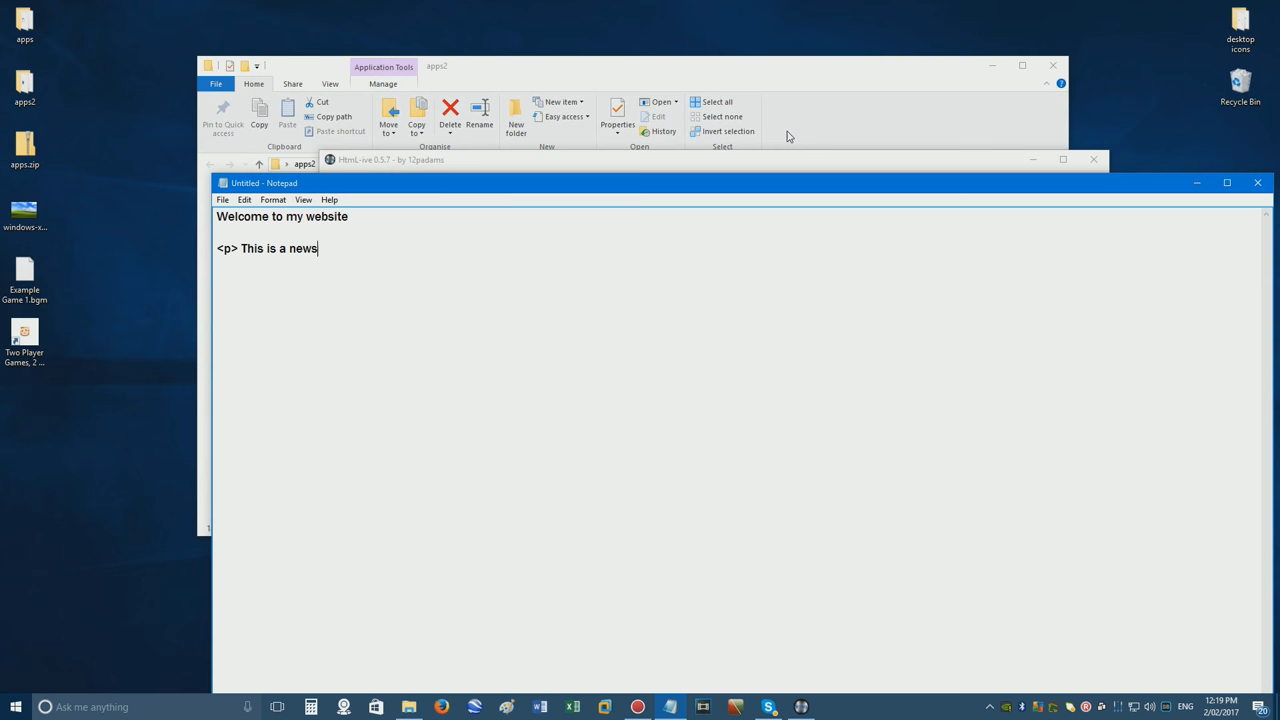 apps
apps2
apps.zip
windows-x...
Example
Game 1.bgm
Two Player
Games, 2 ...
desktop
icons
Recycle Bin
Application Tools
apps2
File
Home
Share
View
Manage
Pin to Quick
access
Copy
Paste
Cut
Copy path
Paste shortcut
Clipboard
Move
to
Copy
to
Delete
Rename
Organise
New
folder
New item
Easy access
New
Properties
Open
Edit
History
Open
Select all
Select none
Invert selection
Select
apps2
HtmL-ive 0.5.7 - by 12padams
Untitled - Notepad
File Edit Format View Help
Welcome to my website
<p> This is a news
Ask me anything
ENG
12:19 PM
2/02/2017
20